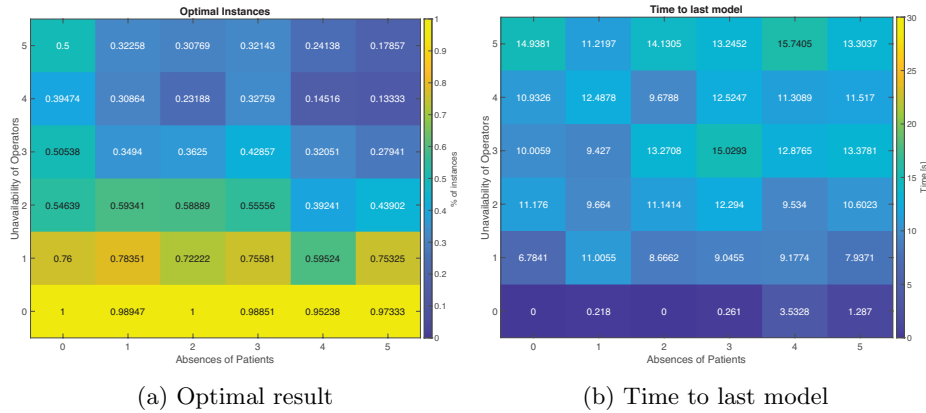 Optimal Instances
Unavailability of Operators
5 0.5 0.32258 0.30769 0.32143 0.24138 0.17857
4 0.39474 0.30864 0.23188 0.32759 0.14516 0.13333
3 0.50538 0.3494 0.3625 0.42857 0.32051 0.27941
2 0.54639 0.59341 0.58889 0.55556 0.39241 0.43902
1 0.76 0.78351 0.72222 0.75581 0.59524 0.75325
0 1 0.98947 1 0.98851 0.95238 0.97333
0 1 2 3 4 5
Absences of Patients
1
0.9
0.8
0.7
0.6
0.5
0.4
0.3
0.2
0.1
0
% of instances
(a) Optimal result
Time to last model
Unavailability of Operators
5 14.9381 11.2197 14.1305 13.2452 15.7405 13.3037
4 10.9326 12.4878 9.6788 12.5247 11.3089 11.517
3 10.0059 9.427 13.2708 15.0293 12.8765 13.3781
2 11.176 9.664 11.1414 12.294 9.534 10.6023
1 6.7841 11.0055 8.6662 9.0455 9.1774 7.9371
0 0 0.218 0 0.261 3.5328 1.287
0 1 2 3 4 5
Absences of Patients
30
25
20
15
10
5
0
Time [s]
(b) Time to last model